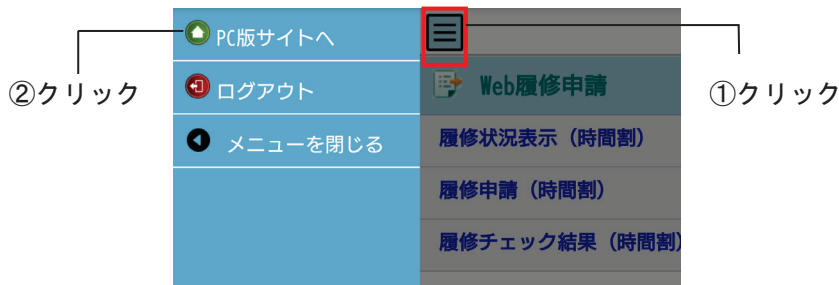 PC版サイトへ
②クリック
ログアウト
メニューを閉じる
Web履修申請
①クリック
履修状況表示（時間割）
履修申請（時間割）
履修チェック結果（時間割）